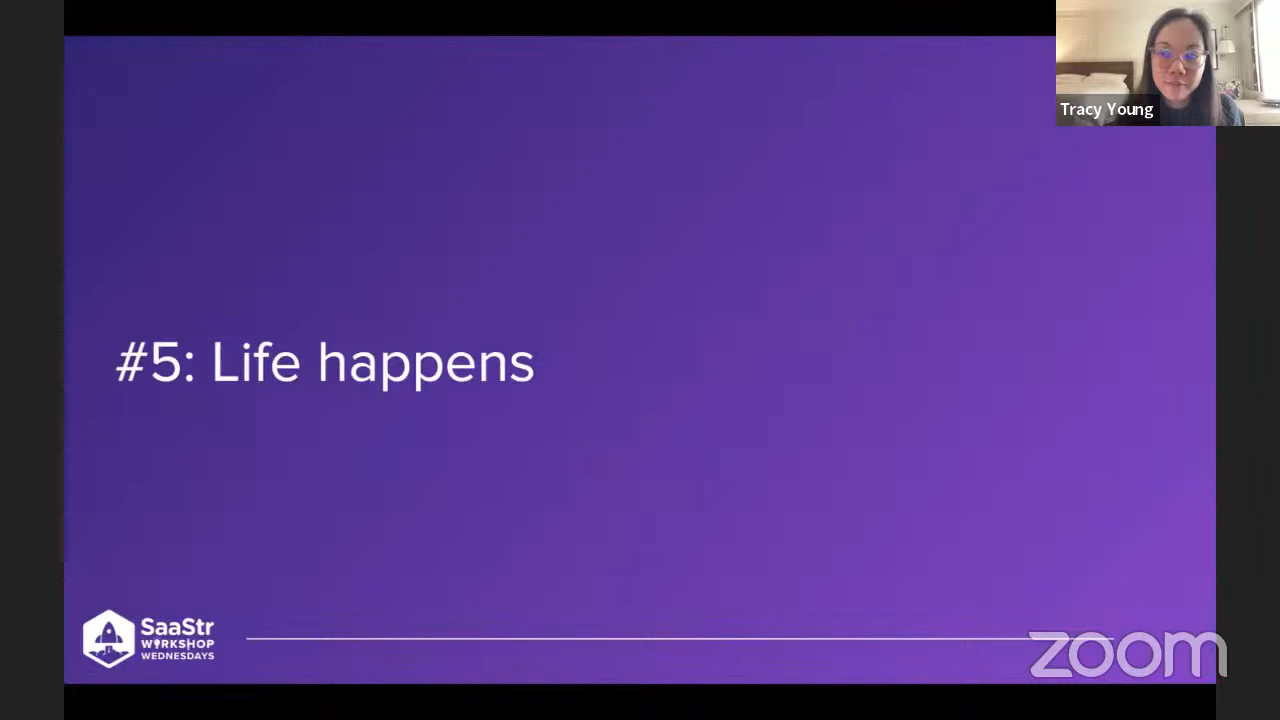 Tracy Young
#5: Life happens
SaaStr
WORKSHOP
WEDNESDAYS
zoom